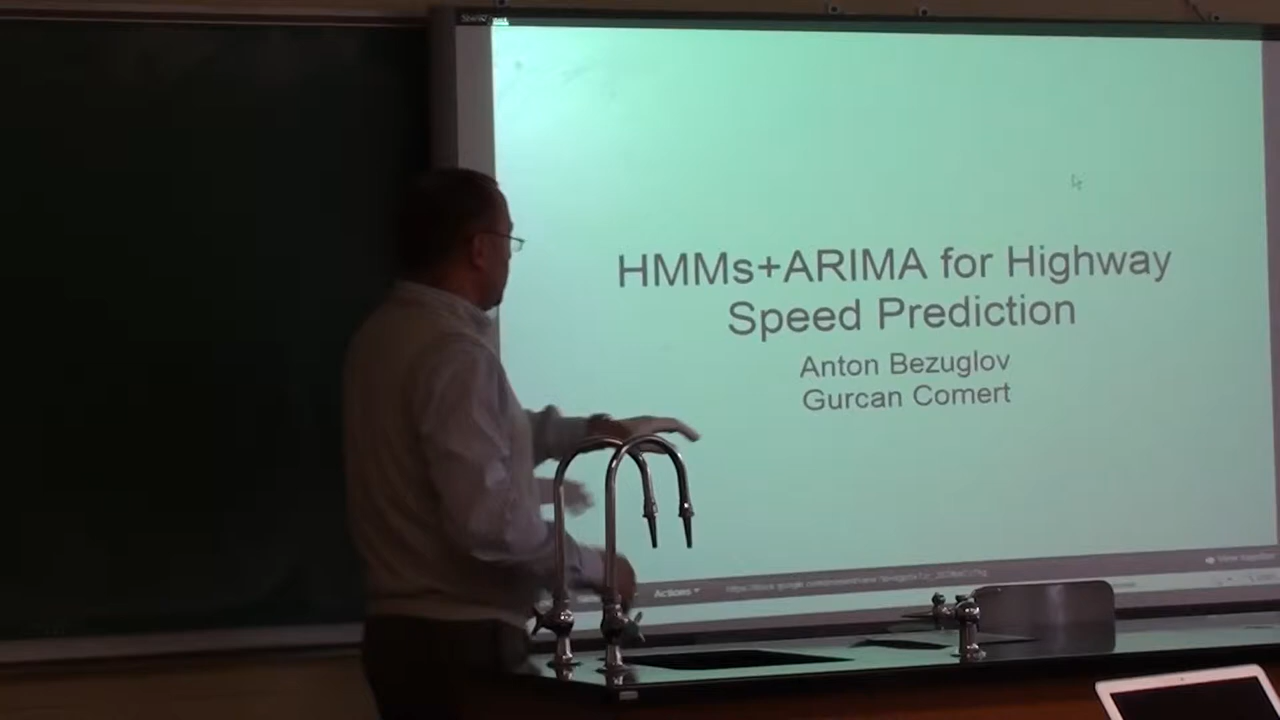 HMMs+ARIMA for Highway
Speed Prediction
Anton Bezuglov
Gurcan Comert
Actions